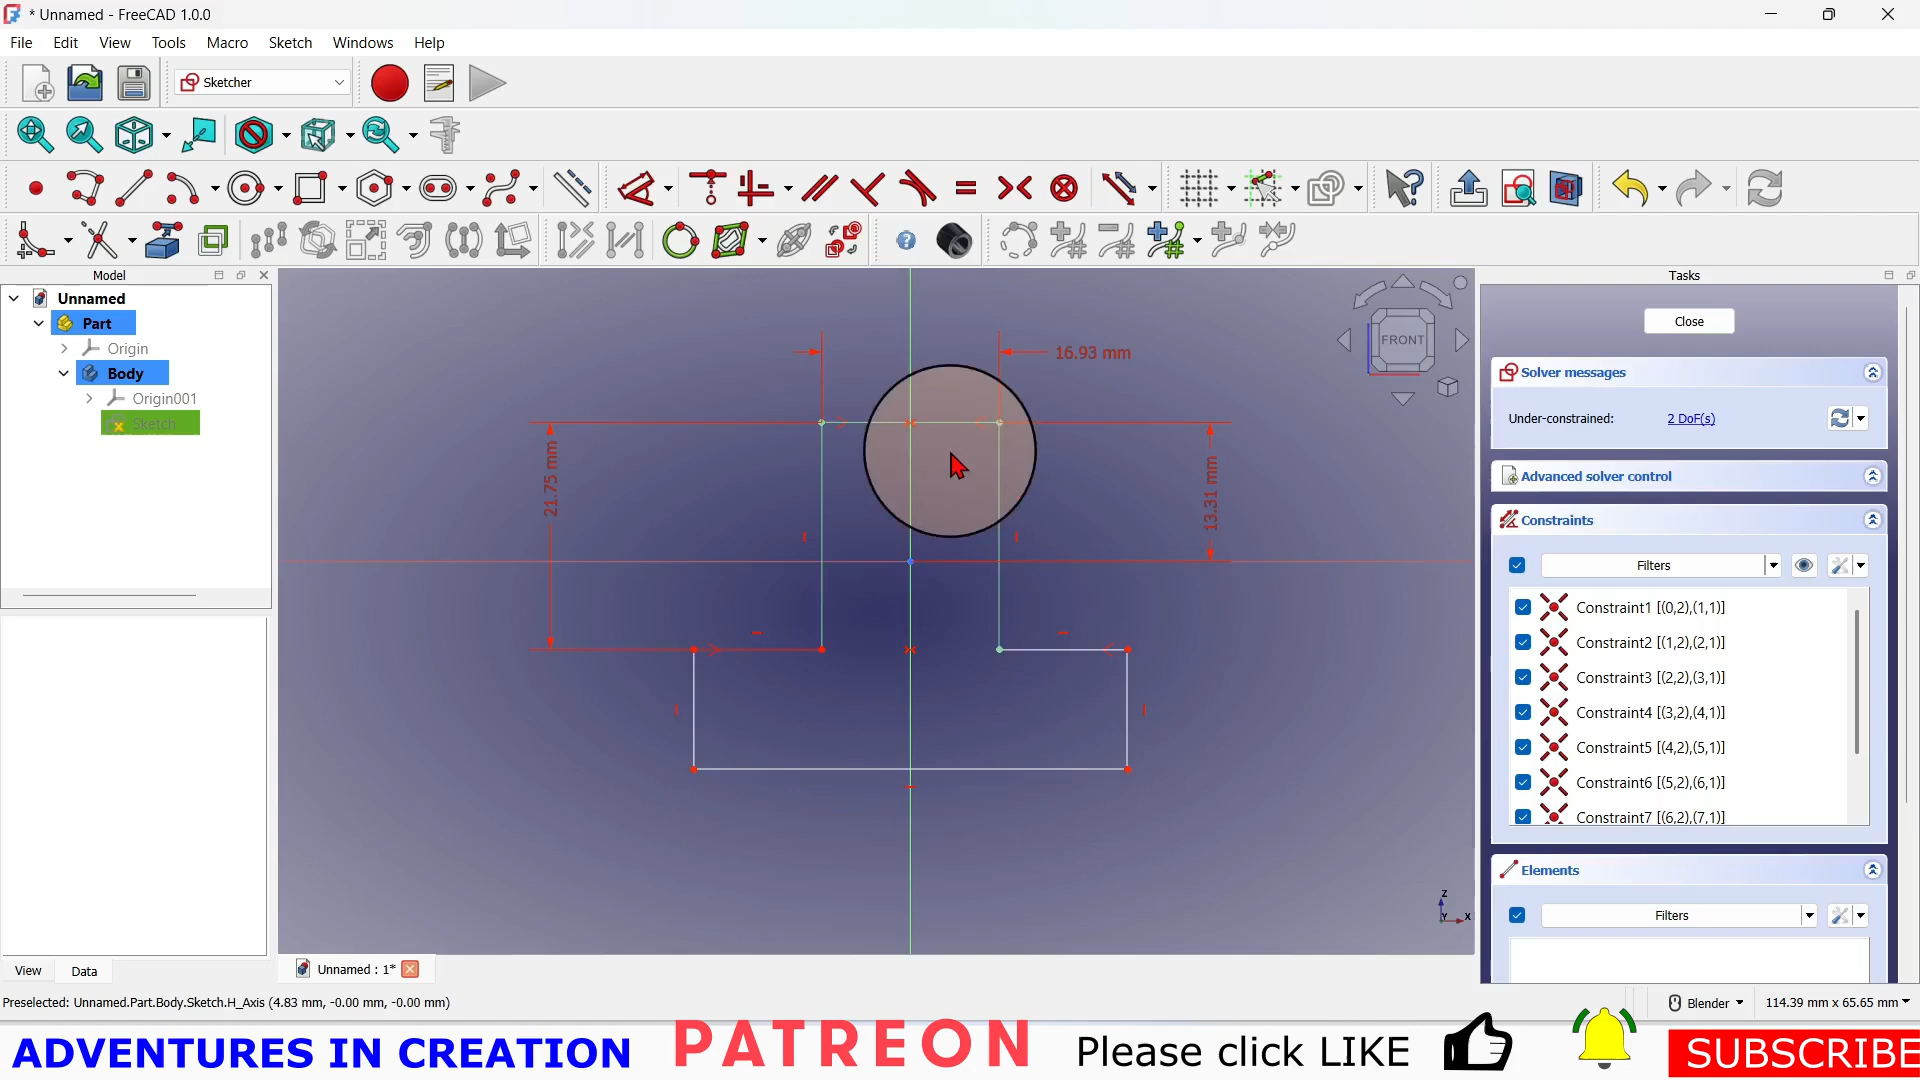 * Unnamed - FreeCAD 1.0.0
File Edit View Tools Macro Sketch Windows Help
Sketcher
Model
Unnamed
Part
Origin
Body
Origin001
Sketch
View Data
16.93 mm
21.75 mm
13.31 mm
FRONT
Z
Y X
Unnamed : 1*
Tasks
Close
Solver messages
Under-constrained: 2 DoF(s)
Advanced solver control
Constraints
Filters
Constraint1 [(0,2),(1,1)]
Constraint2 [(1,2),(2,1)]
Constraint3 [(2,2),(3,1)]
Constraint4 [(3,2),(4,1)]
Constraint5 [(4,2),(5,1)]
Constraint6 [(5,2),(6,1)]
Constraint7 [(6,2),(7,1)]
Elements
Filters
Preselected: Unnamed.Part.Body.Sketch.H_Axis (4.83 mm, -0.00 mm, -0.00 mm)
Blender
114.39 mm x 65.65 mm
ADVENTURES IN CREATION PATREON Please click LIKE SUBSCRIBE